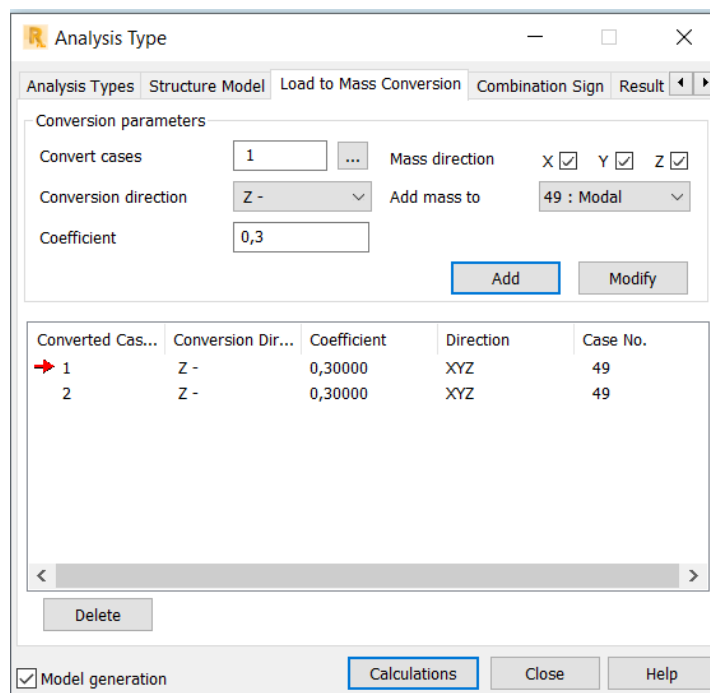 Analysis Type
Analysis Types Structure Model Load to Mass Conversion Combination Sign Result
Conversion parameters
Convert cases 1 ... Mass direction X Y Z
Conversion direction Z - Add mass to 49 : Modal
Coefficient 0,3
Add Modify
Converted Cas... Conversion Dir... Coefficient Direction Case No.
1 Z - 0,30000 XYZ 49
2 Z - 0,30000 XYZ 49
Delete
Model generation Calculations Close Help